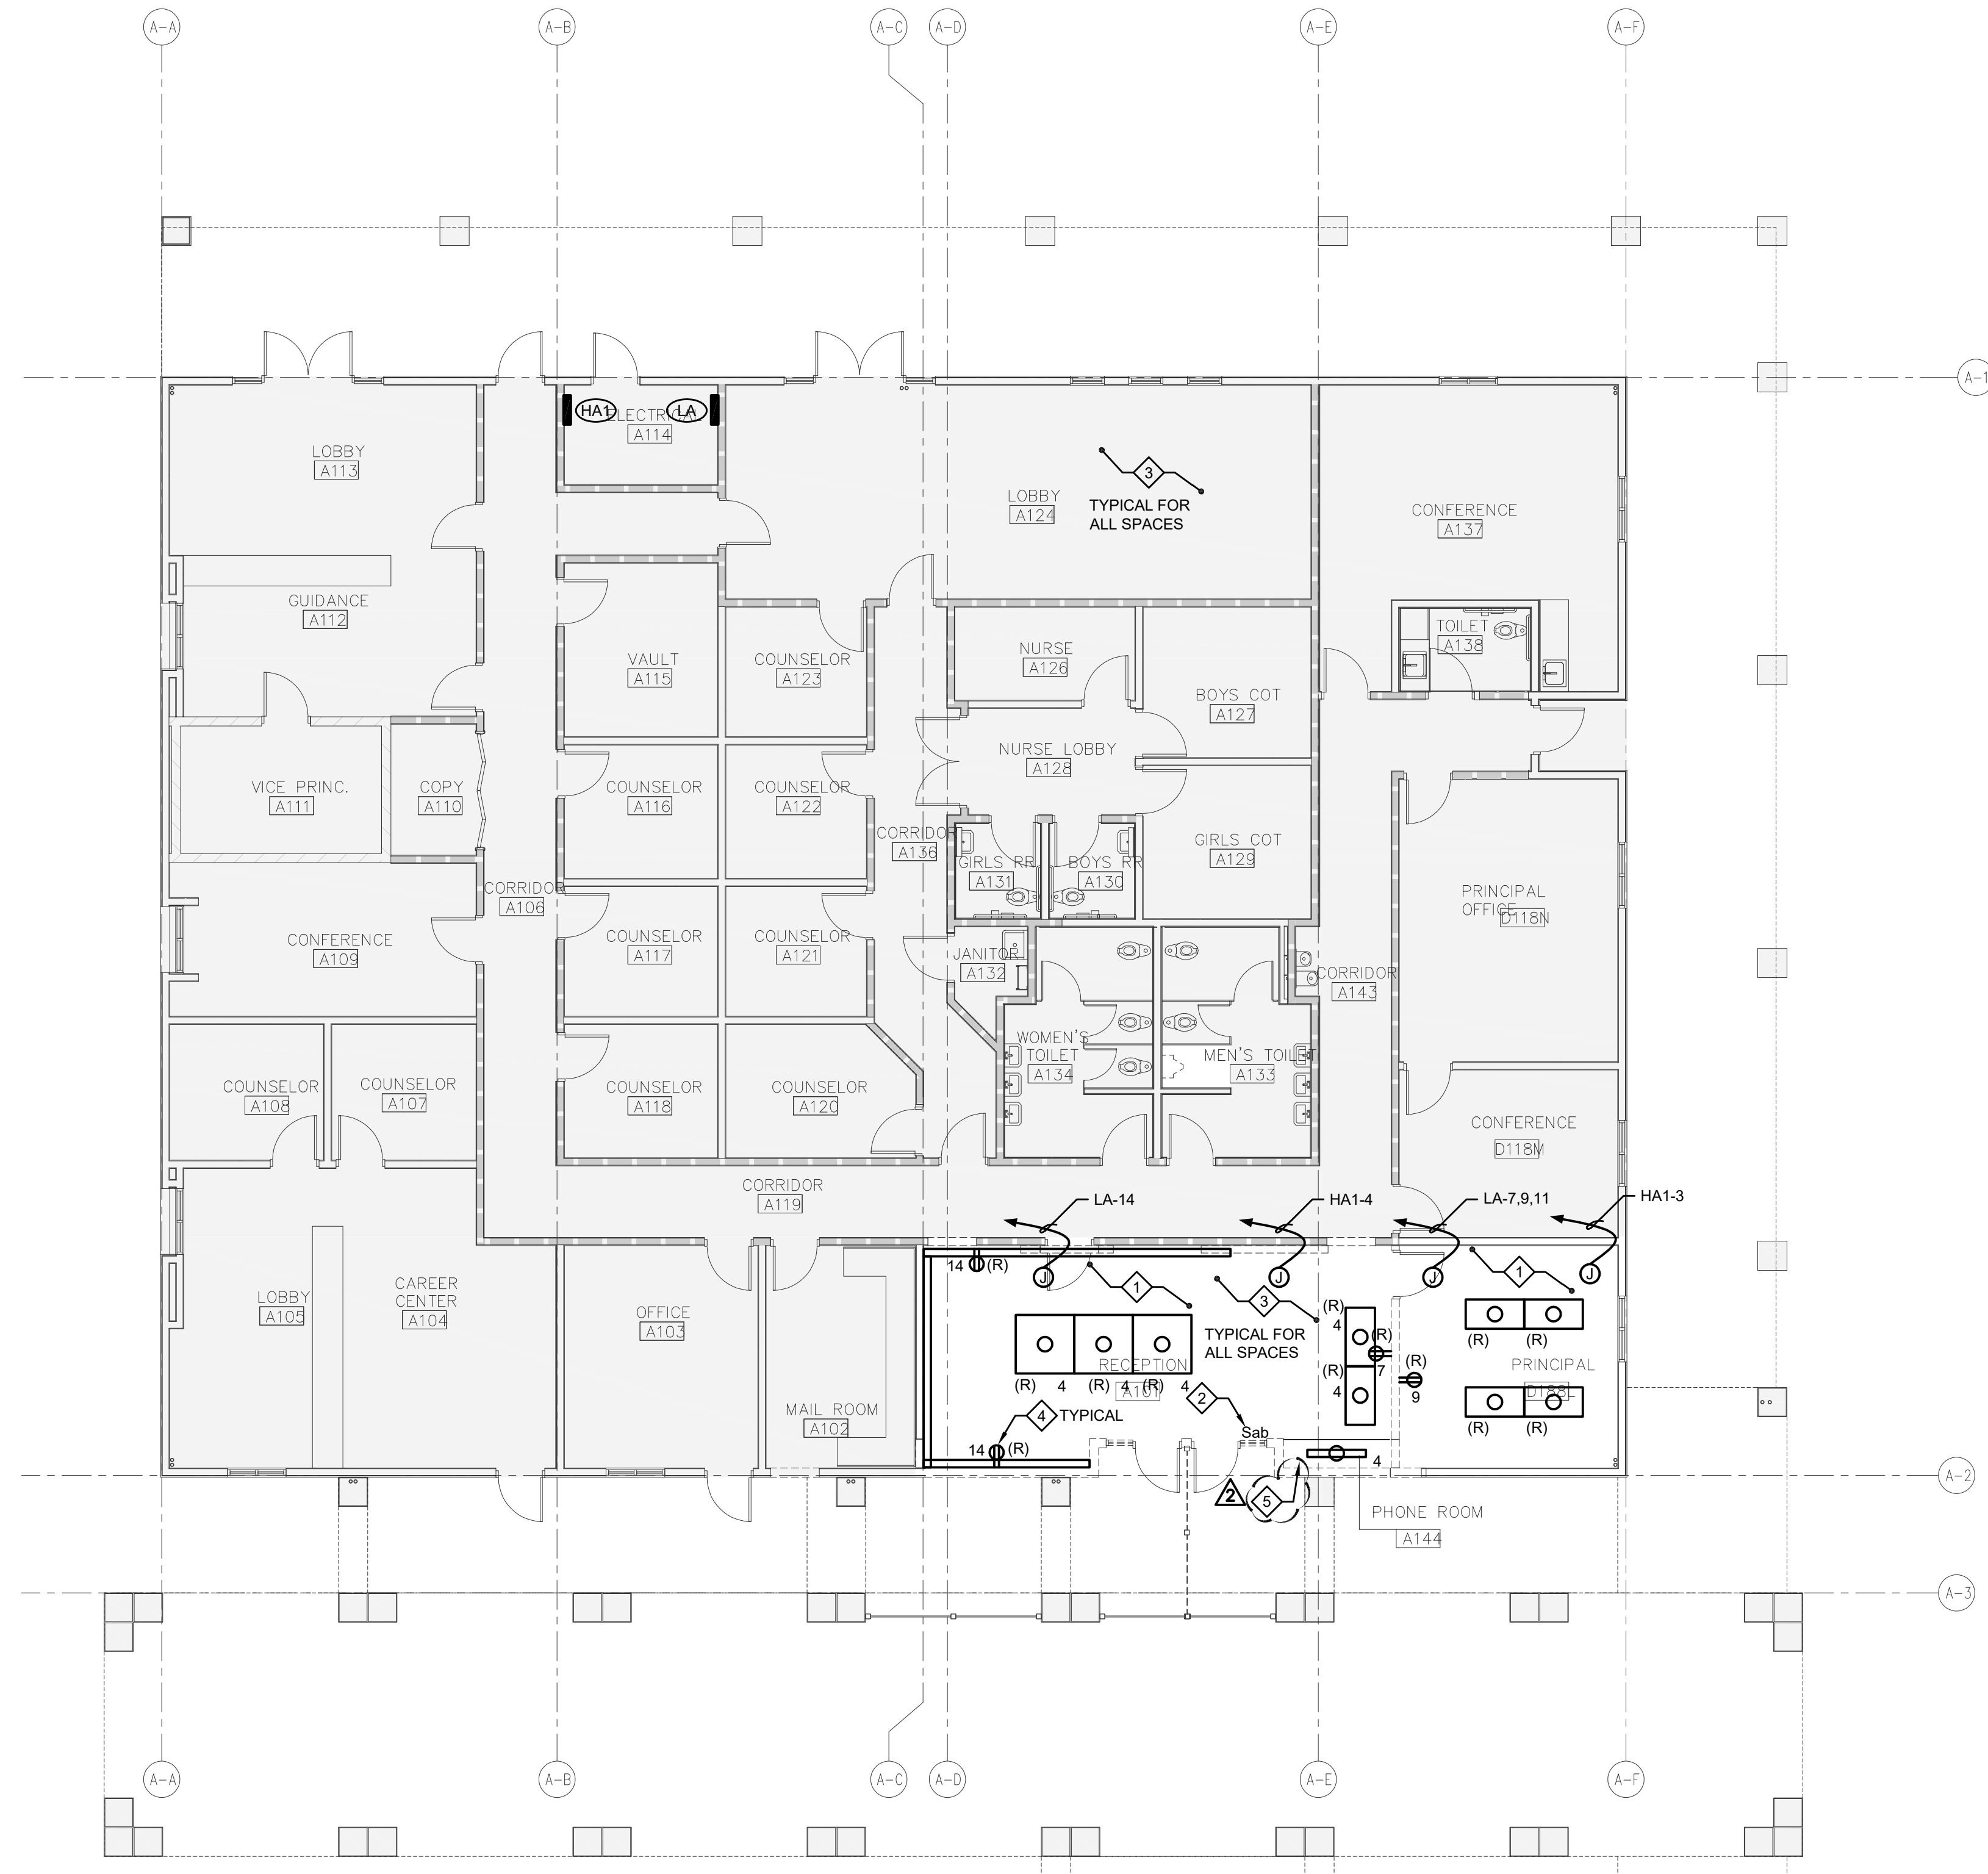 A-A
A-B
A-C
A-D
A-E
A-F
A-1
HA1
LA
ELECTRICAL
A114
LOBBY
A113
LOBBY
A124
3
TYPICAL FOR
ALL SPACES
CONFERENCE
A137
GUIDANCE
A112
VAULT
A115
COUNSELOR
A123
NURSE
A126
BOYS COT
A127
TOILET
A138
NURSE LOBBY
A128
VICE PRINC.
A111
COPY
A110
COUNSELOR
A116
COUNSELOR
A122
CORRIDOR
A136
GIRLS RR
A131
BOYS RR
A130
GIRLS COT
A129
CORRIDOR
A106
PRINCIPAL
OFFICE
D118N
CONFERENCE
A109
COUNSELOR
A117
COUNSELOR
A121
JANITOR
A132
CORRIDOR
A143
WOMEN'S
TOILET
A134
MEN'S TOILET
A133
COUNSELOR
A108
COUNSELOR
A107
COUNSELOR
A118
COUNSELOR
A120
CONFERENCE
D118M
CORRIDOR
A119
LA-14
HA1-4
LA-7,9,11
HA1-3
14
(R)
J
J
J
J
1
3
TYPICAL FOR
ALL SPACES
1
LOBBY
A105
CAREER
CENTER
A104
OFFICE
A103
MAIL ROOM
A102
RECEPTION
A101
(R)
4
(R)
4
(R)
4
(R)
4
(R)
4
(R)
7
(R)
9
(R)
(R)
PRINCIPAL
D188L
(R)
(R)
2
Sab
4
TYPICAL
14
(R)
4
2
5
PHONE ROOM
A144
A-2
A-3
A-A
A-B
A-C
A-D
A-E
A-F